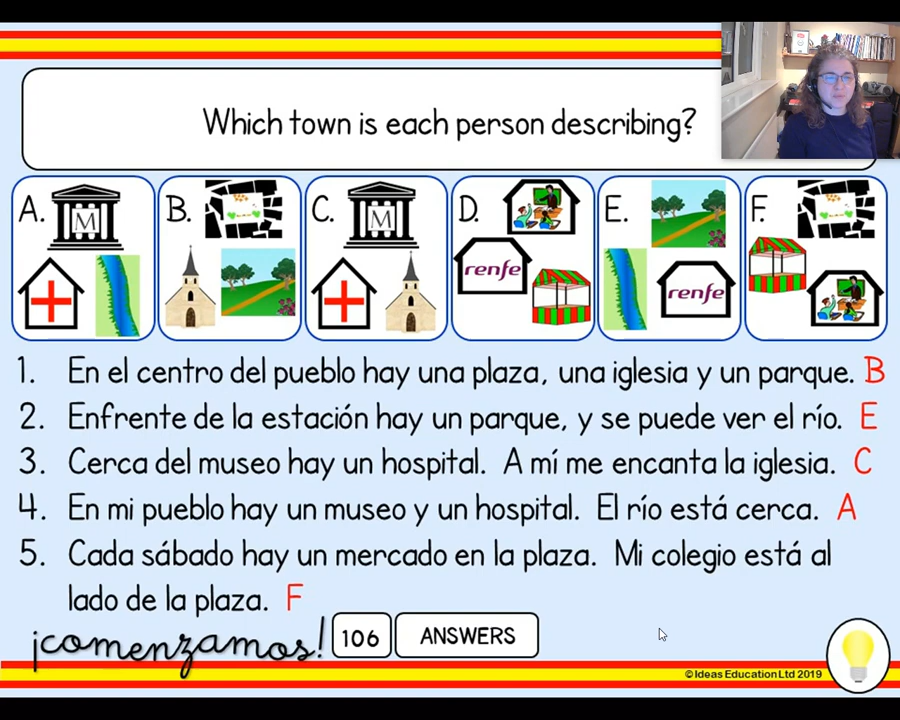 Which town is each person describing?
A. M
B.
C. M
D. renfe
E. renfe
F.
1. En el centro del pueblo hay una plaza, una iglesia y un parque. B
2. Enfrente de la estación hay un parque, y se puede ver el río. E
3. Cerca del museo hay un hospital. A mí me encanta la iglesia. C
4. En mi pueblo hay un museo y un hospital. El río está cerca. A
5. Cada sábado hay un mercado en la plaza. Mi colegio está al
lado de la plaza. F
¡comenzamos! 106 ANSWERS
©Ideas Education Ltd 2019